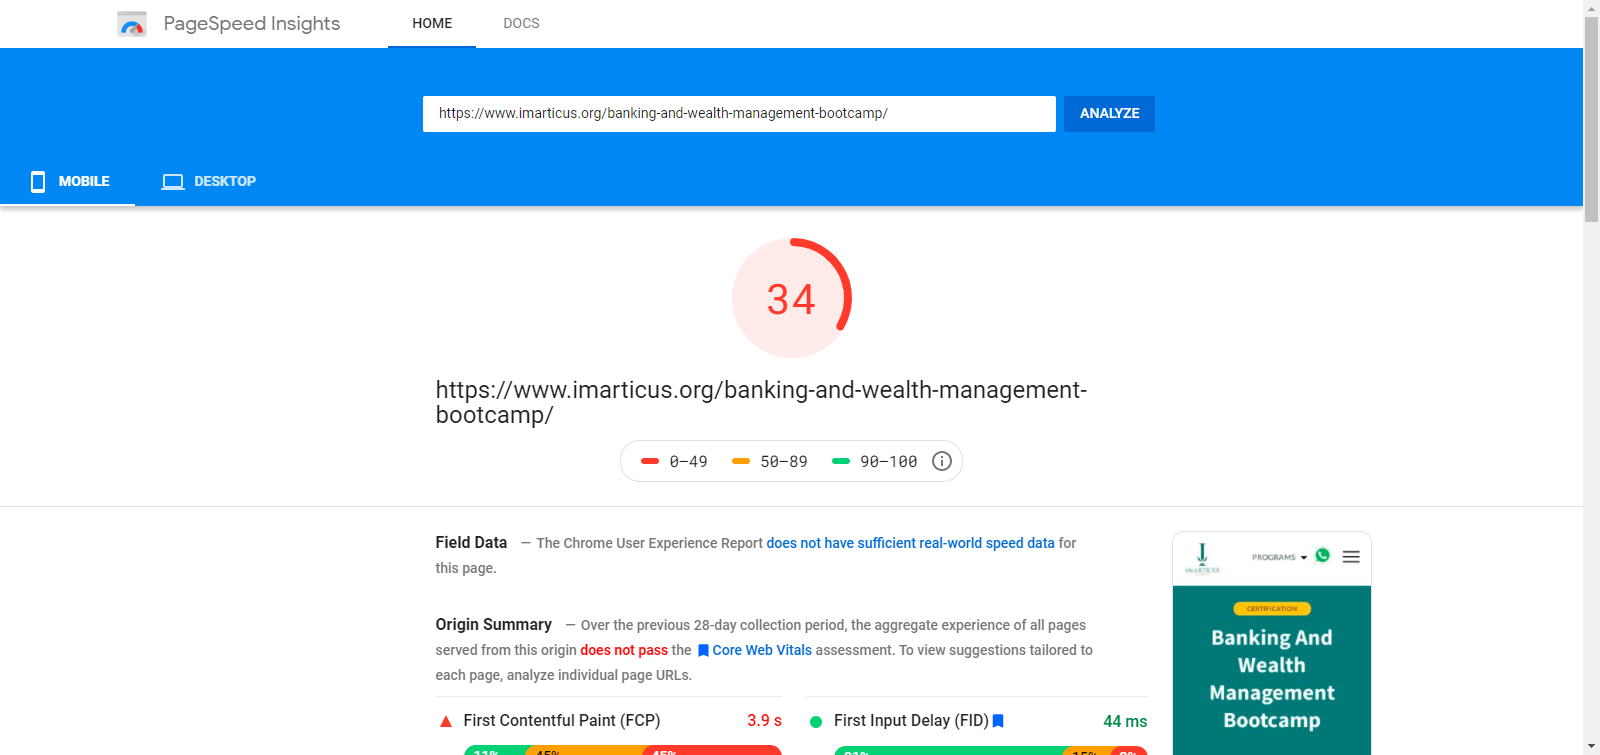 PageSpeed Insights
HOME
DOCS
https://www.imarticus.org/banking-and-wealth-management-bootcamp/
ANALYZE
MOBILE
DESKTOP
34
https://www.imarticus.org/banking-and-wealth-management-
bootcamp/
0–49
50–89
90–100
Field Data — The Chrome User Experience Report does not have sufficient real-world speed data for
this page.
Origin Summary — Over the previous 28-day collection period, the aggregate experience of all pages
served from this origin does not pass the Core Web Vitals assessment. To view suggestions tailored to
each page, analyze individual page URLs.
First Contentful Paint (FCP)
3.9 s
First Input Delay (FID)
44 ms
IMARTICUS
PROGRAMS
CERTIFICATION
Banking And
Wealth
Management
Bootcamp